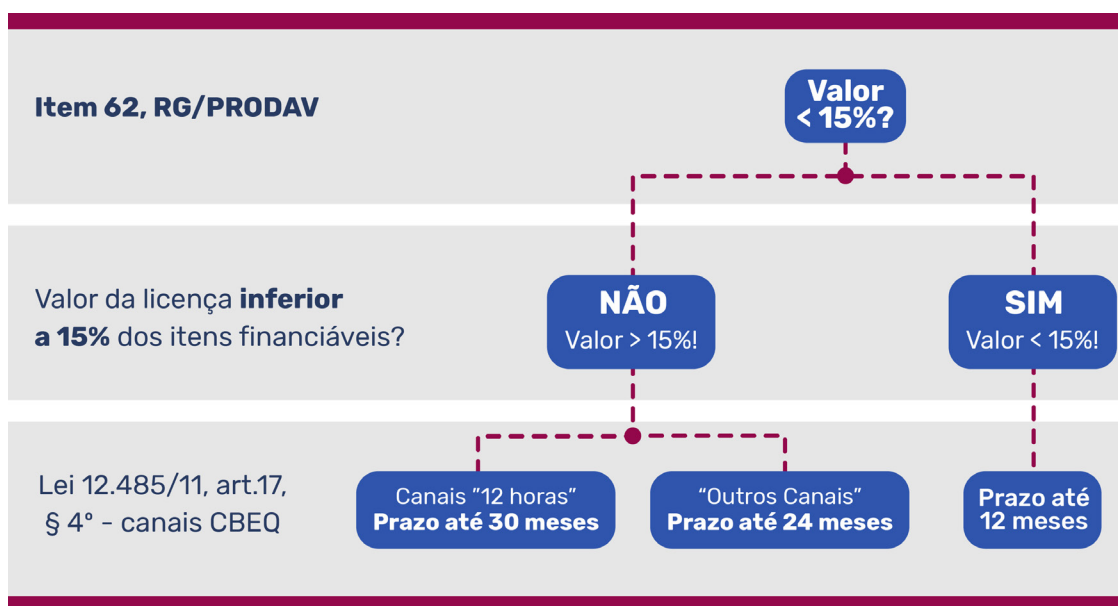 Item 62, RG/PRODAV
Valor
< 15%?
Valor da licença inferior
a 15% dos itens financiáveis?
NÃO
Valor > 15%!
SIM
Valor < 15%!
Lei 12.485/11, art.17,
§ 4º - canais CBEQ
Canais "12 horas"
Prazo até 30 meses
“Outros Canais”
Prazo até 24 meses
Prazo até
12 meses